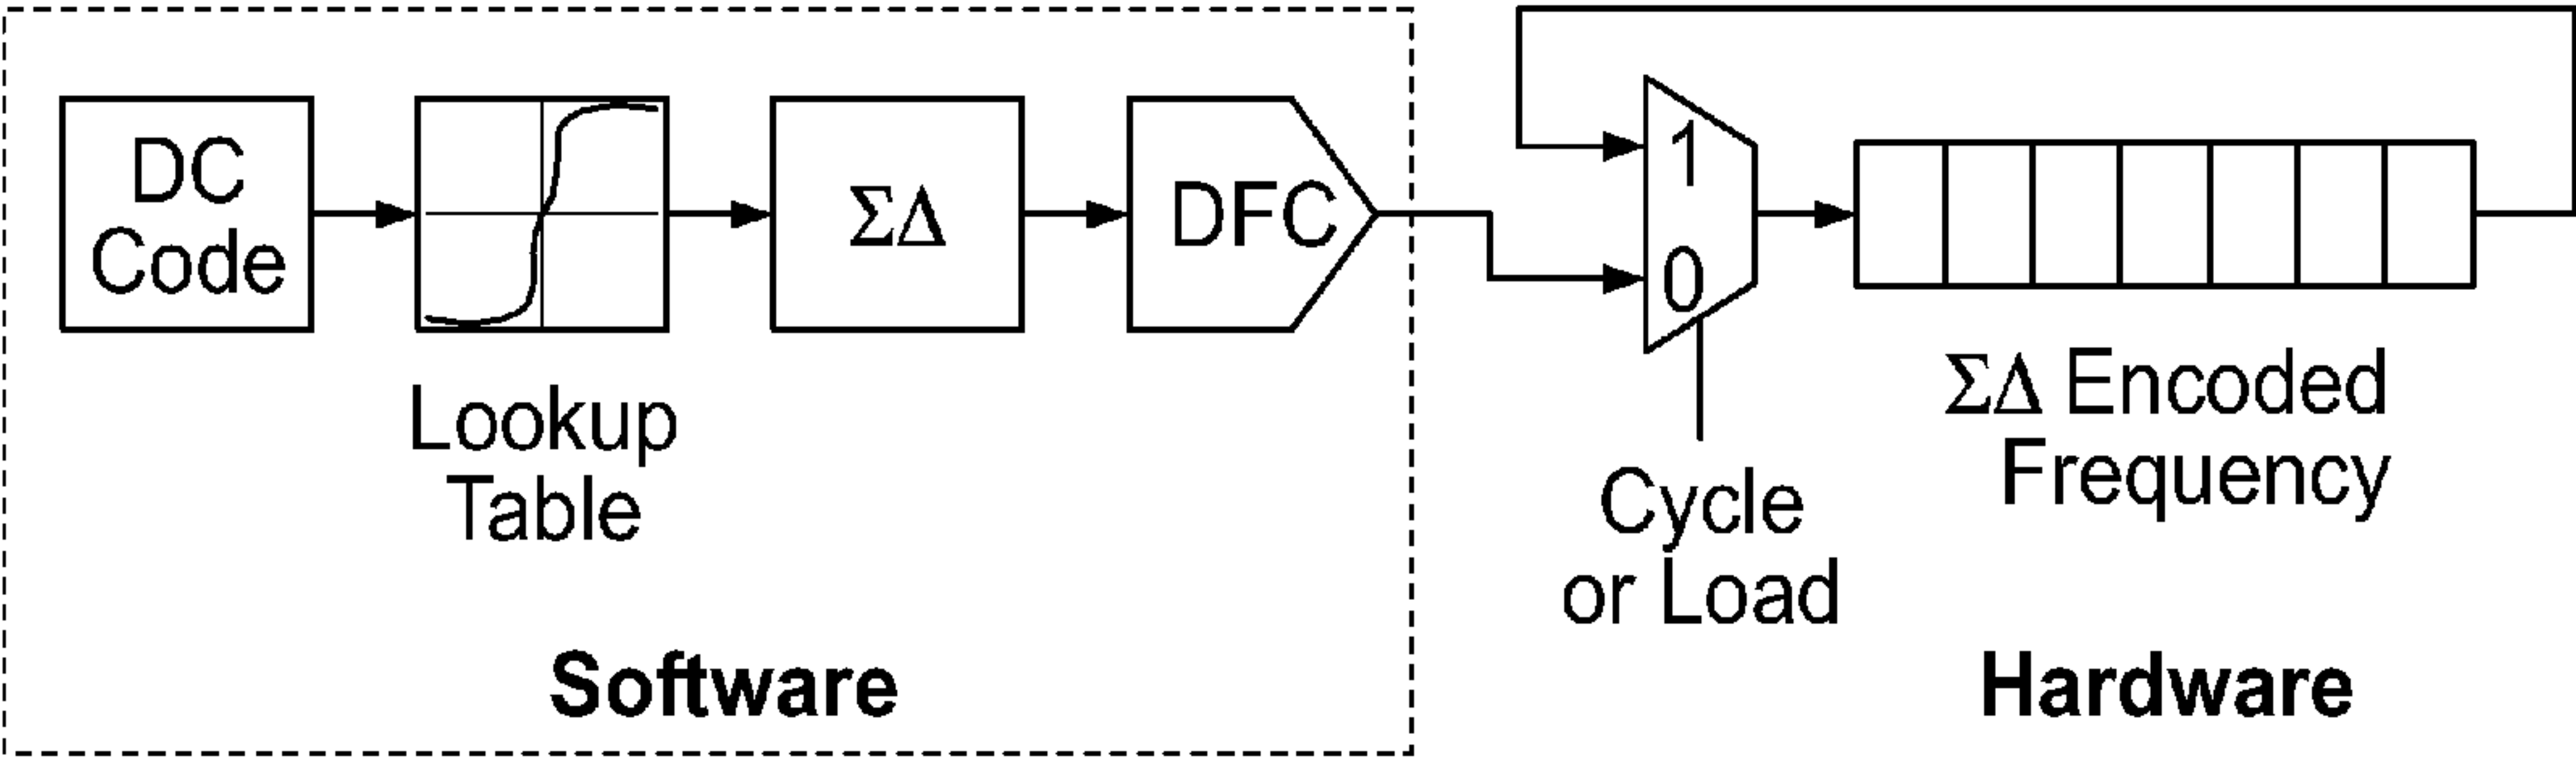 DC
Code
Lookup
Table
ΣΔ
DFC
1
0
Cycle
or Load
ΣΔ Encoded
Frequency
Software
Hardware